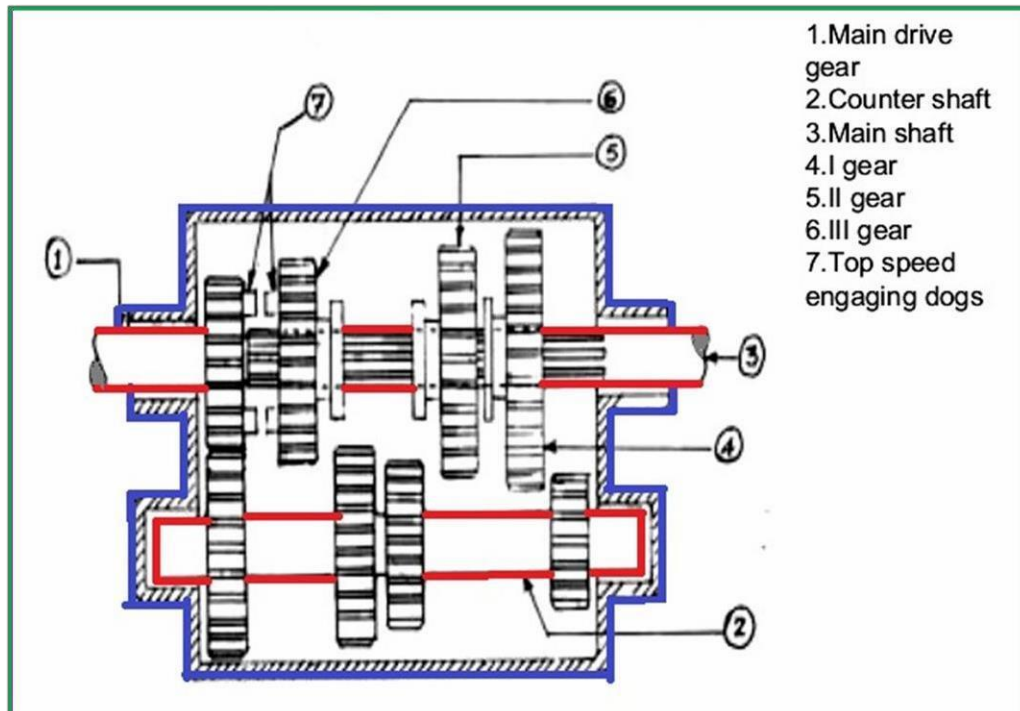 1.Main drive
gear
2.Counter shaft
3.Main shaft
4.I gear
5.II gear
6.III gear
7.Top speed
engaging dogs
7
6
5
1
3
4
2